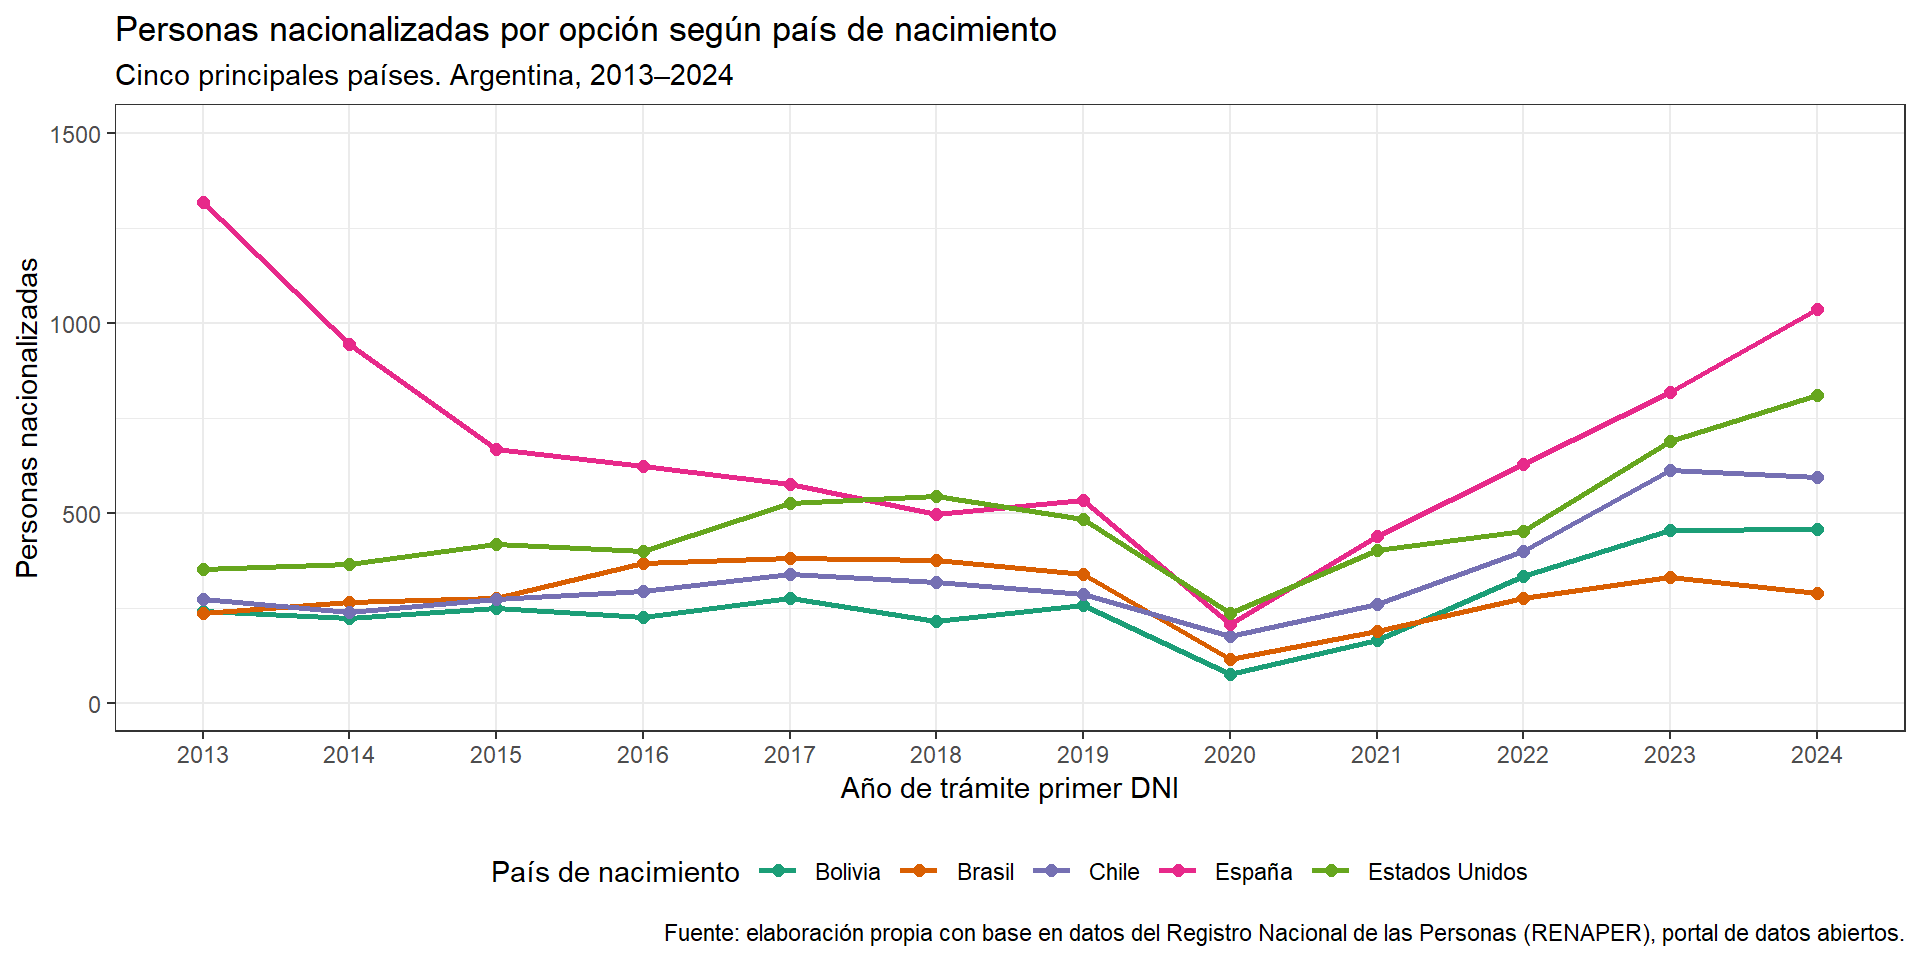 Personas nacionalizadas por opción según país de nacimiento
Cinco principales países. Argentina, 2013–2024
Personas nacionalizadas
1500
1000
500
0
2013 2014 2015 2016 2017 2018 2019 2020 2021 2022 2023 2024
Año de trámite primer DNI
País de nacimiento Bolivia Brasil Chile España Estados Unidos
Fuente: elaboración propia con base en datos del Registro Nacional de las Personas (RENAPER), portal de datos abiertos.